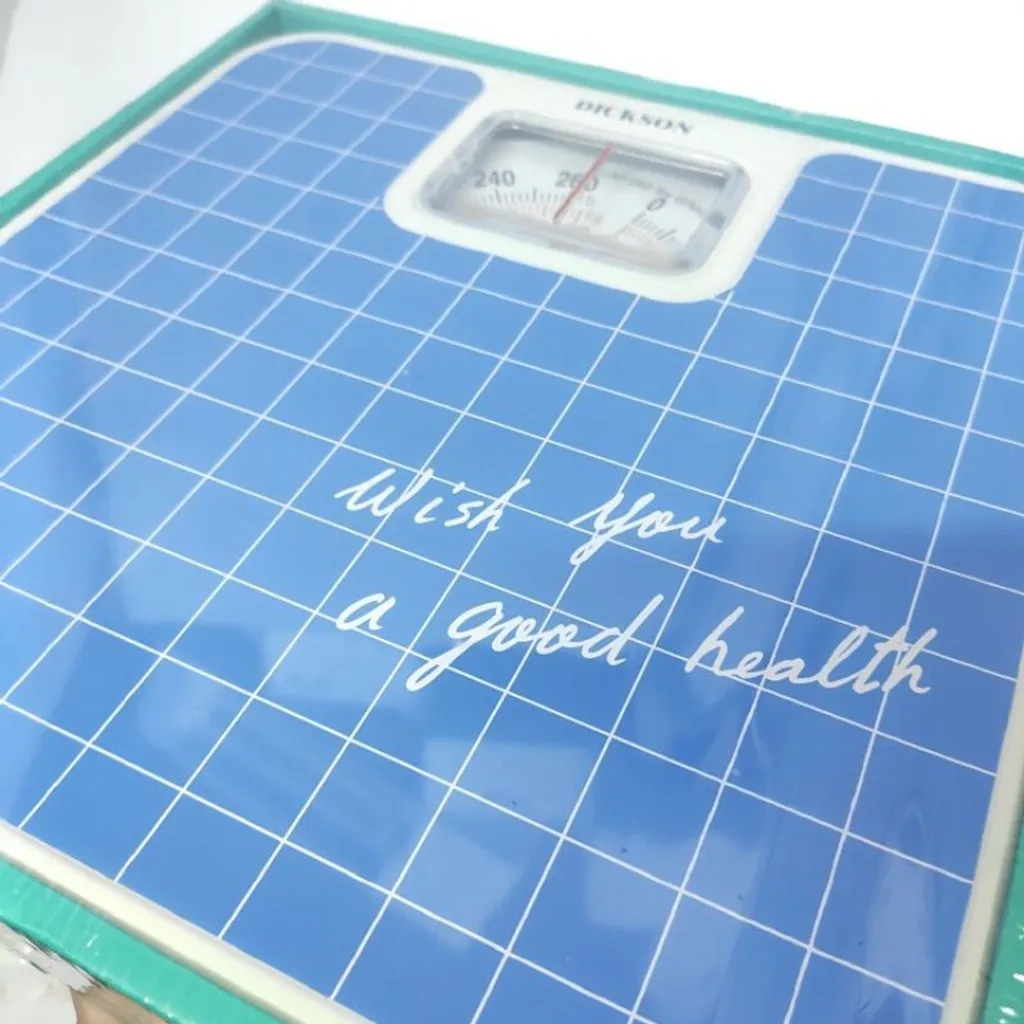 DICKSON
240 260 0
Wish you
a good health